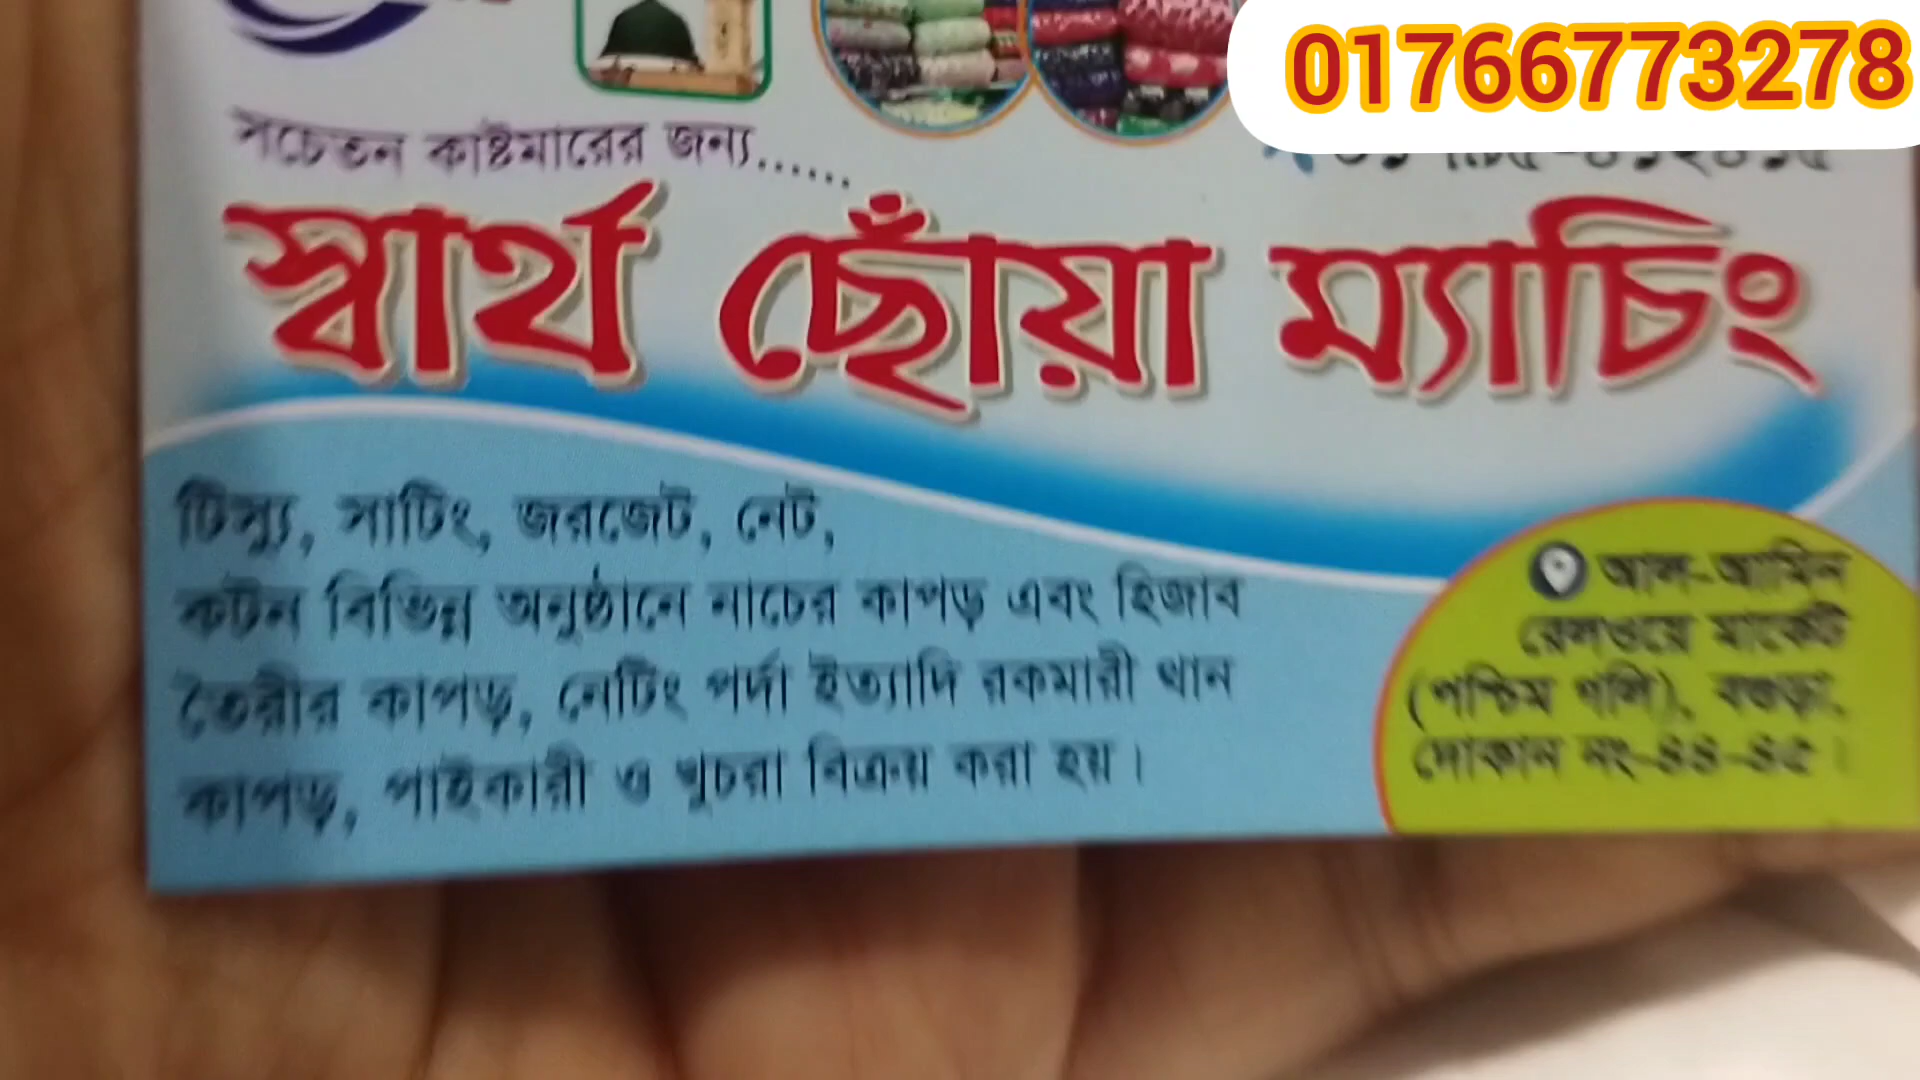 01766773278
সচেতন কাষ্টমারের জন্য......
স্বার্থ ছোঁয়া ম্যাচিং
টিস্যু, সাটিং, জরজেট, নেট,
কটন বিভিন্ন অনুষ্ঠানে নাচের কাপড় এবং হিজাব
তৈরীর কাপড়, নেটিং পর্দা ইত্যাদি রকমারী থান
কাপড়, পাইকারী ও খুচরা বিক্রয় করা হয়।
আল-আমিন
রেলওয়ে মার্কেট
(পশ্চিম গলি), বগুড়া,
দোকান নং-৪৪-৪৫।